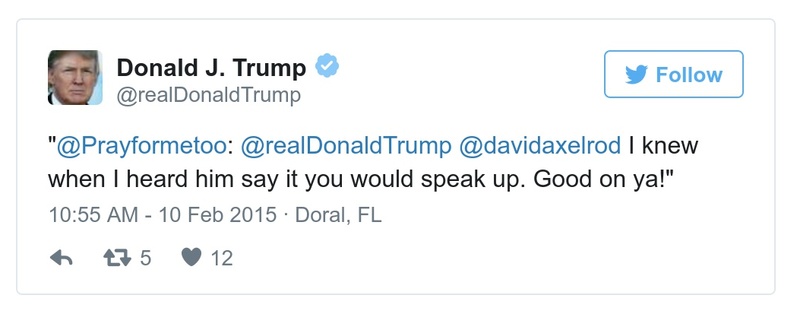 Donald J. Trump
@realDonaldTrump
Follow
"@Prayformetoo: @realDonaldTrump @davidaxelrod I knew
when I heard him say it you would speak up. Good on ya!"
10:55 AM - 10 Feb 2015 · Doral, FL
5 12